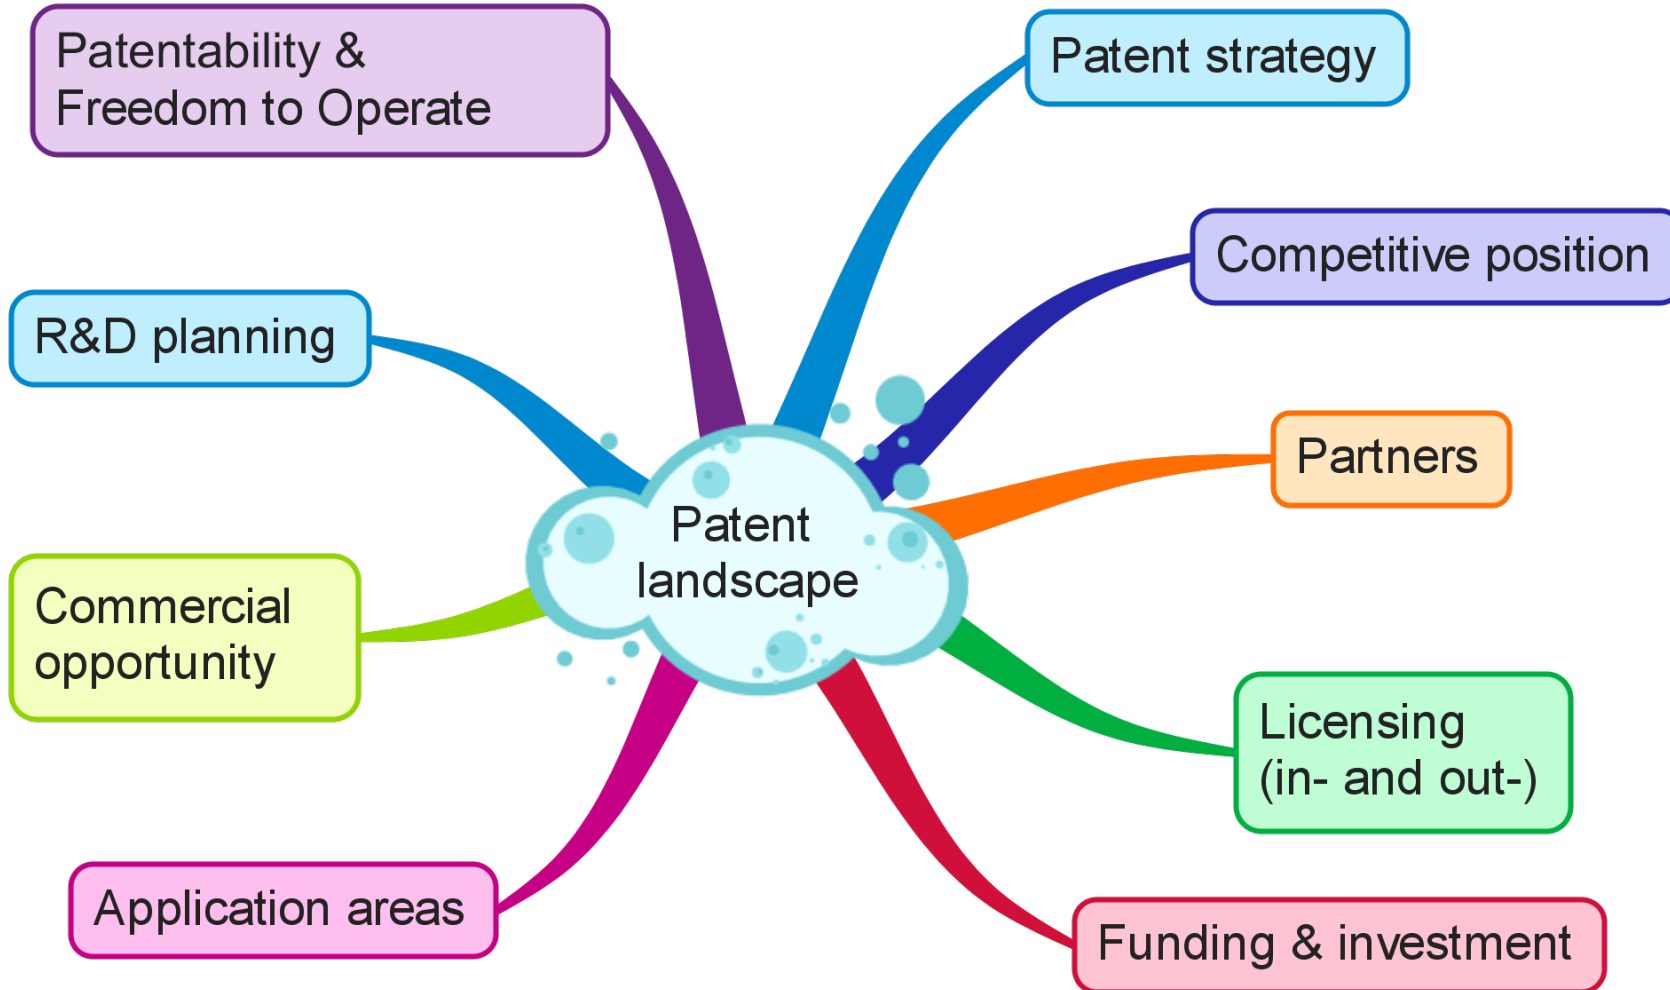 Patentability &
Freedom to Operate
Patent strategy
Competitive position
R&D planning
Partners
Patent
landscape
Commercial
opportunity
Licensing
(in- and out-)
Application areas
Funding & investment